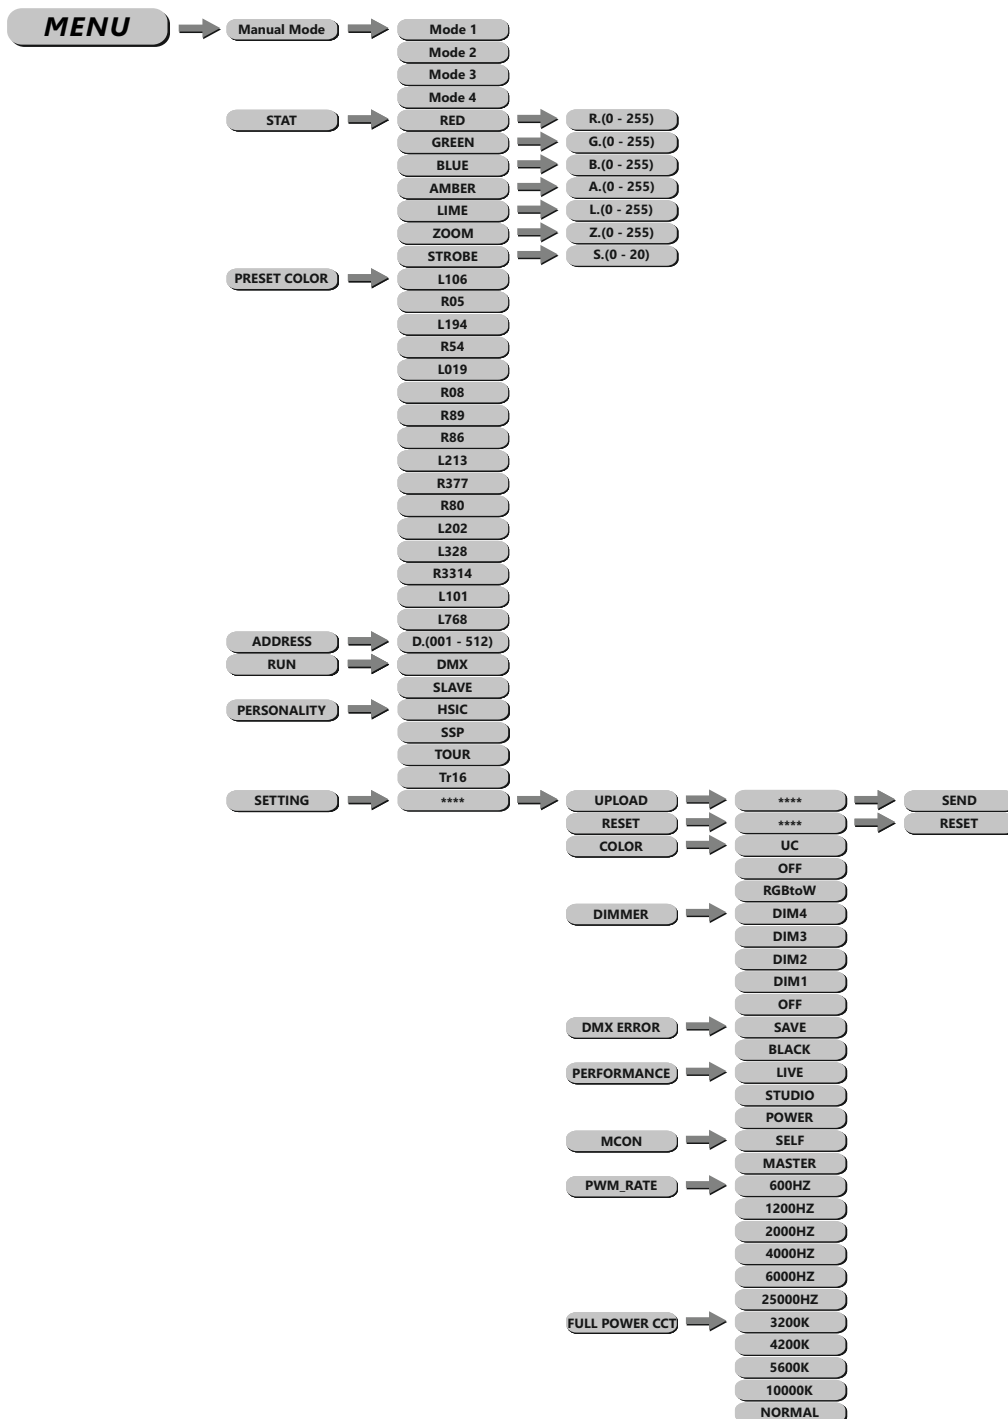 MENU Manual Mode Mode 1
Mode 2
Mode 3
Mode 4
STAT RED R.(0 - 255)
GREEN G.(0 - 255)
BLUE B.(0 - 255)
AMBER A.(0 - 255)
LIME L.(0 - 255)
ZOOM Z.(0 - 255)
STROBE S.(0 - 20)
PRESET COLOR L106
R05
L194
R54
L019
R08
R89
R86
L213
R377
R80
L202
L328
R3314
L101
L768
ADDRESS D.(001 - 512)
RUN DMX
SLAVE
PERSONALITY HSIC
SSP
TOUR
Tr16
SETTING **** UPLOAD **** SEND
RESET **** RESET
COLOR UC
OFF
RGBtoW
DIMMER DIM4
DIM3
DIM2
DIM1
OFF
DMX ERROR SAVE
BLACK
PERFORMANCE LIVE
STUDIO
POWER
MCON SELF
MASTER
PWM_RATE 600HZ
1200HZ
2000HZ
4000HZ
6000HZ
25000HZ
FULL POWER CCT 3200K
4200K
5600K
10000K
NORMAL